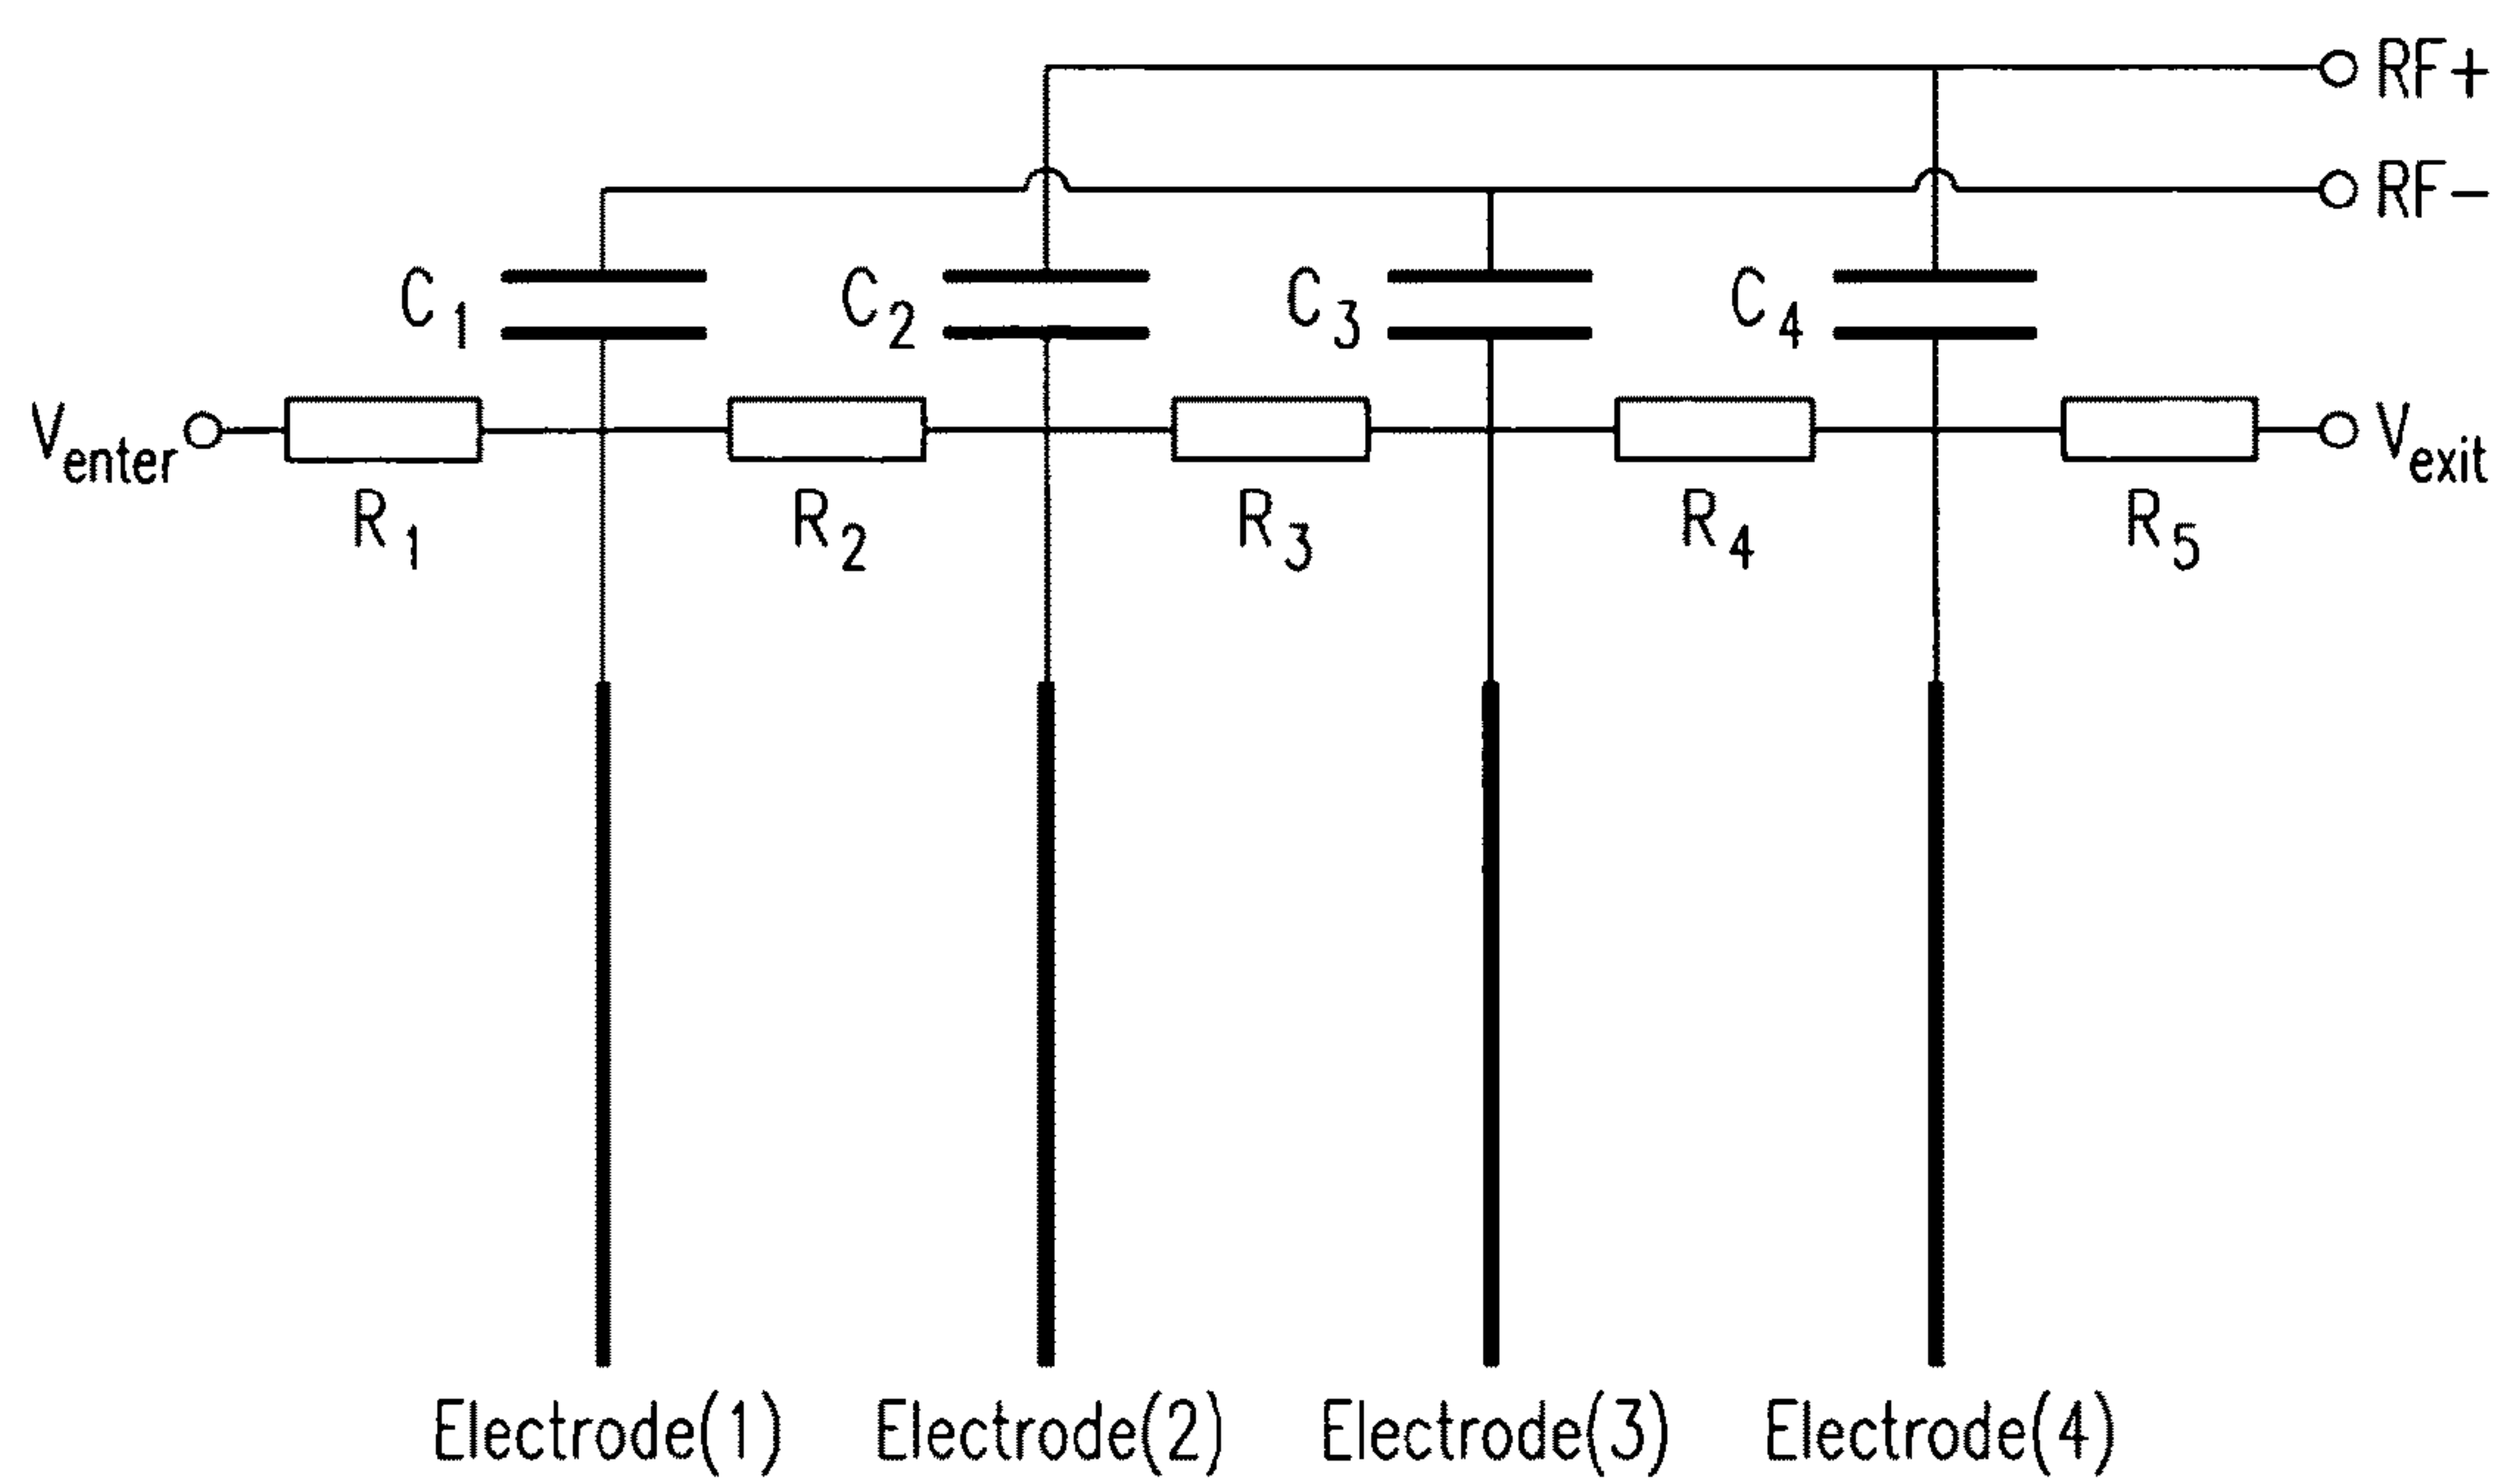 RF+
RF-
C1 C2 C3 C4
Venter Vexit
R1 R2 R3 R4 R5
Electrode(1) Electrode(2) Electrode(3) Electrode(4)